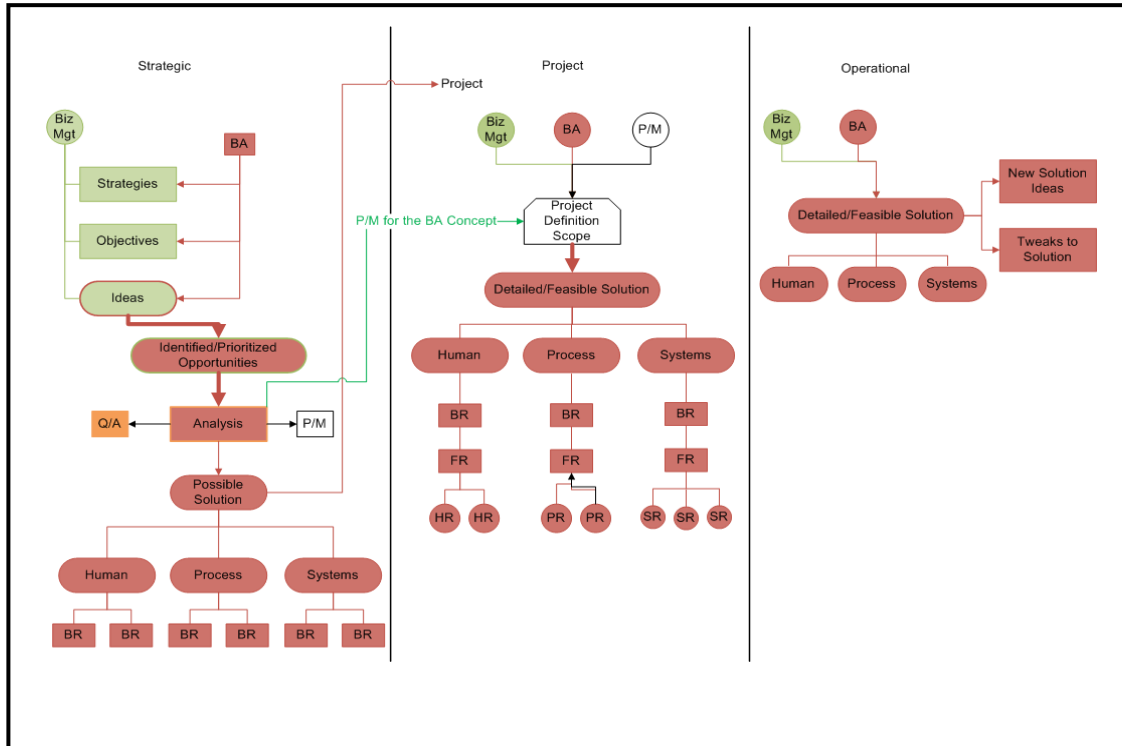 Strategic
Biz
Mgt
BA
Strategies
Objectives
Ideas
Identified/Prioritized
Opportunities
Q/A
Analysis
P/M
Possible
Solution
Human
Process
Systems
BR
BR
BR
BR
BR
BR
Project
Project
Biz
Mgt
BA
P/M
P/M for the BA Concept
Project
Definition
Scope
Detailed/Feasible Solution
Human
Process
Systems
BR
BR
BR
FR
FR
FR
HR
HR
PR
PR
SR
SR
SR
Operational
Biz
Mgt
BA
Detailed/Feasible Solution
New Solution
Ideas
Tweaks to
Solution
Human
Process
Systems